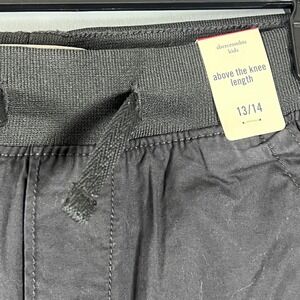 abercrombie
kids
above the knee
length
13/14